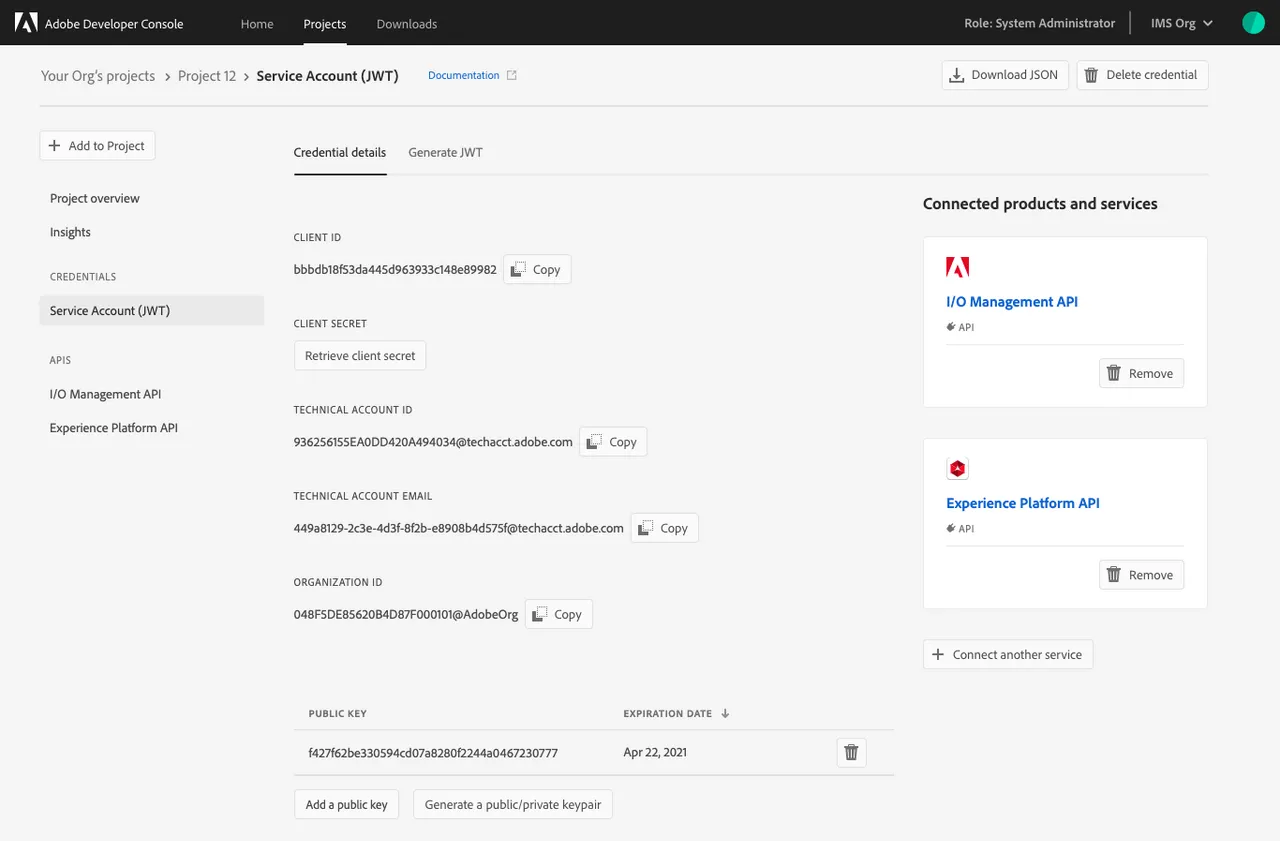 Adobe Developer Console
Home
Projects
Downloads
Role: System Administrator
IMS Org
Your Org's projects
Project 12
Service Account (JWT)
Documentation
Download JSON
Delete credential
Add to Project
Project overview
Insights
CREDENTIALS
Service Account (JWT)
APIS
I/O Management API
Experience Platform API
Credential details
Generate JWT
CLIENT ID
bbbdb18f53da445d963933c148e89982
Copy
CLIENT SECRET
Retrieve client secret
TECHNICAL ACCOUNT ID
936256155EA0DD420A494034@techacct.adobe.com
Copy
TECHNICAL ACCOUNT EMAIL
449a8129-2c3e-4d3f-8f2b-e8908b4d575f@techacct.adobe.com
Copy
ORGANIZATION ID
048F5DE85620B4D87F000101@AdobeOrg
Copy
PUBLIC KEY
EXPIRATION DATE
f427f62be330594cd07a8280f2244a0467230777
Apr 22, 2021
Add a public key
Generate a public/private keypair
Connected products and services
I/O Management API
API
Remove
Experience Platform API
API
Remove
Connect another service